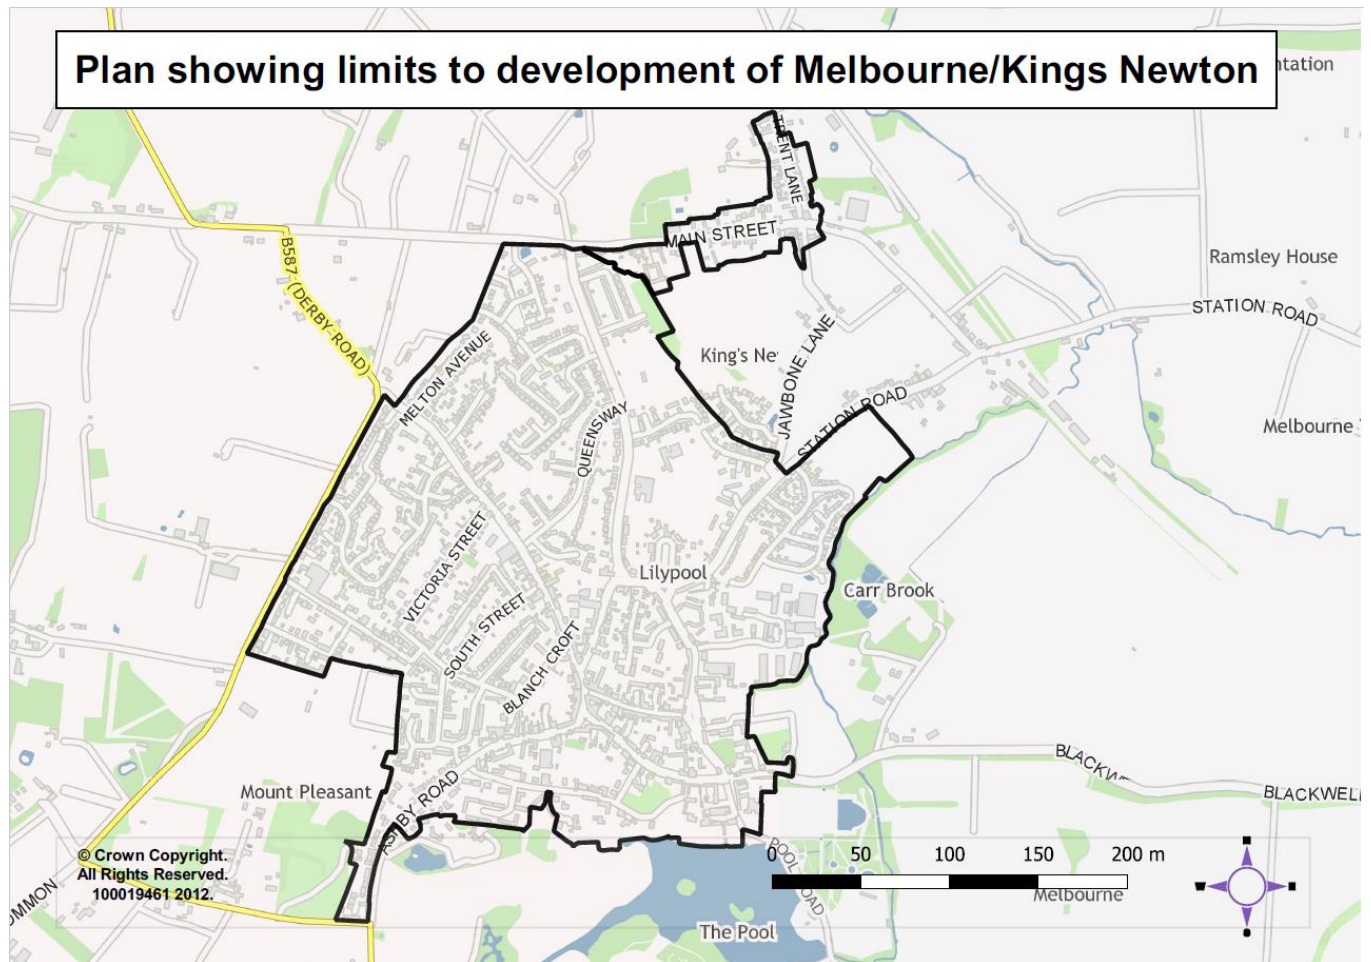 Plan showing limits to development of Melbourne/Kings Newton
ntation
TRENT LANE
MAIN STREET
B587 (DERBY ROAD)
Ramsley House
STATION ROAD
MELTON AVENUE
King's Ne
JAWBONE LANE
STATION ROAD
QUEENSWAY
Melbourne
VICTORIA STREET
Lilypool
Carr Brook
SOUTH STREET
BLANCH CROFT
BLACKW
BLACKWELL
Mount Pleasant
ASHBY ROAD
© Crown Copyright.
All Rights Reserved.
100019461 2012.
OMMON
POOL ROAD
0 50 100 150 200 m
Melbourne
The Pool